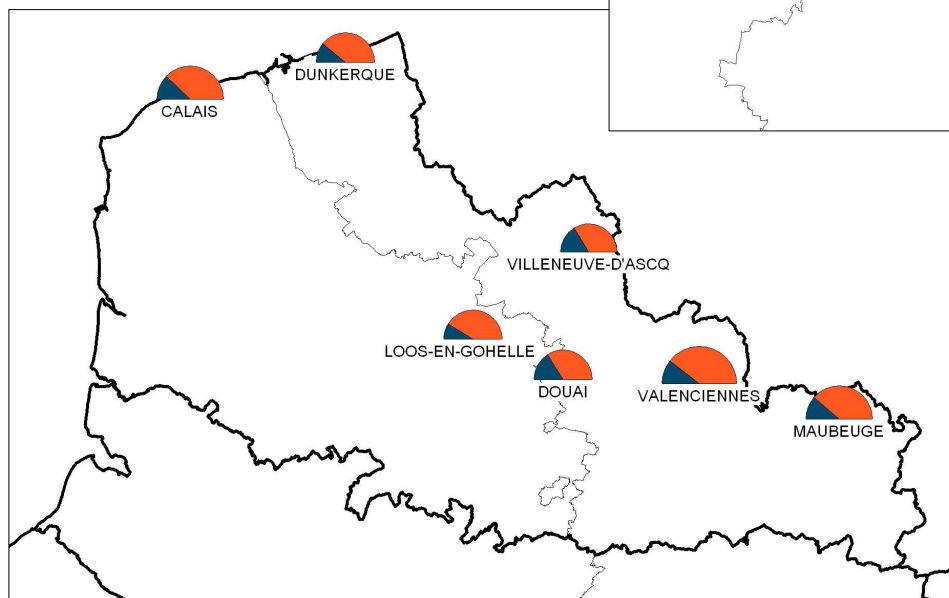 DUNKERQUE
CALAIS
VILLENEUVE-D'ASCQ
LOOS-EN-GOHELLE
DOUAI
VALENCIENNES
MAUBEUGE